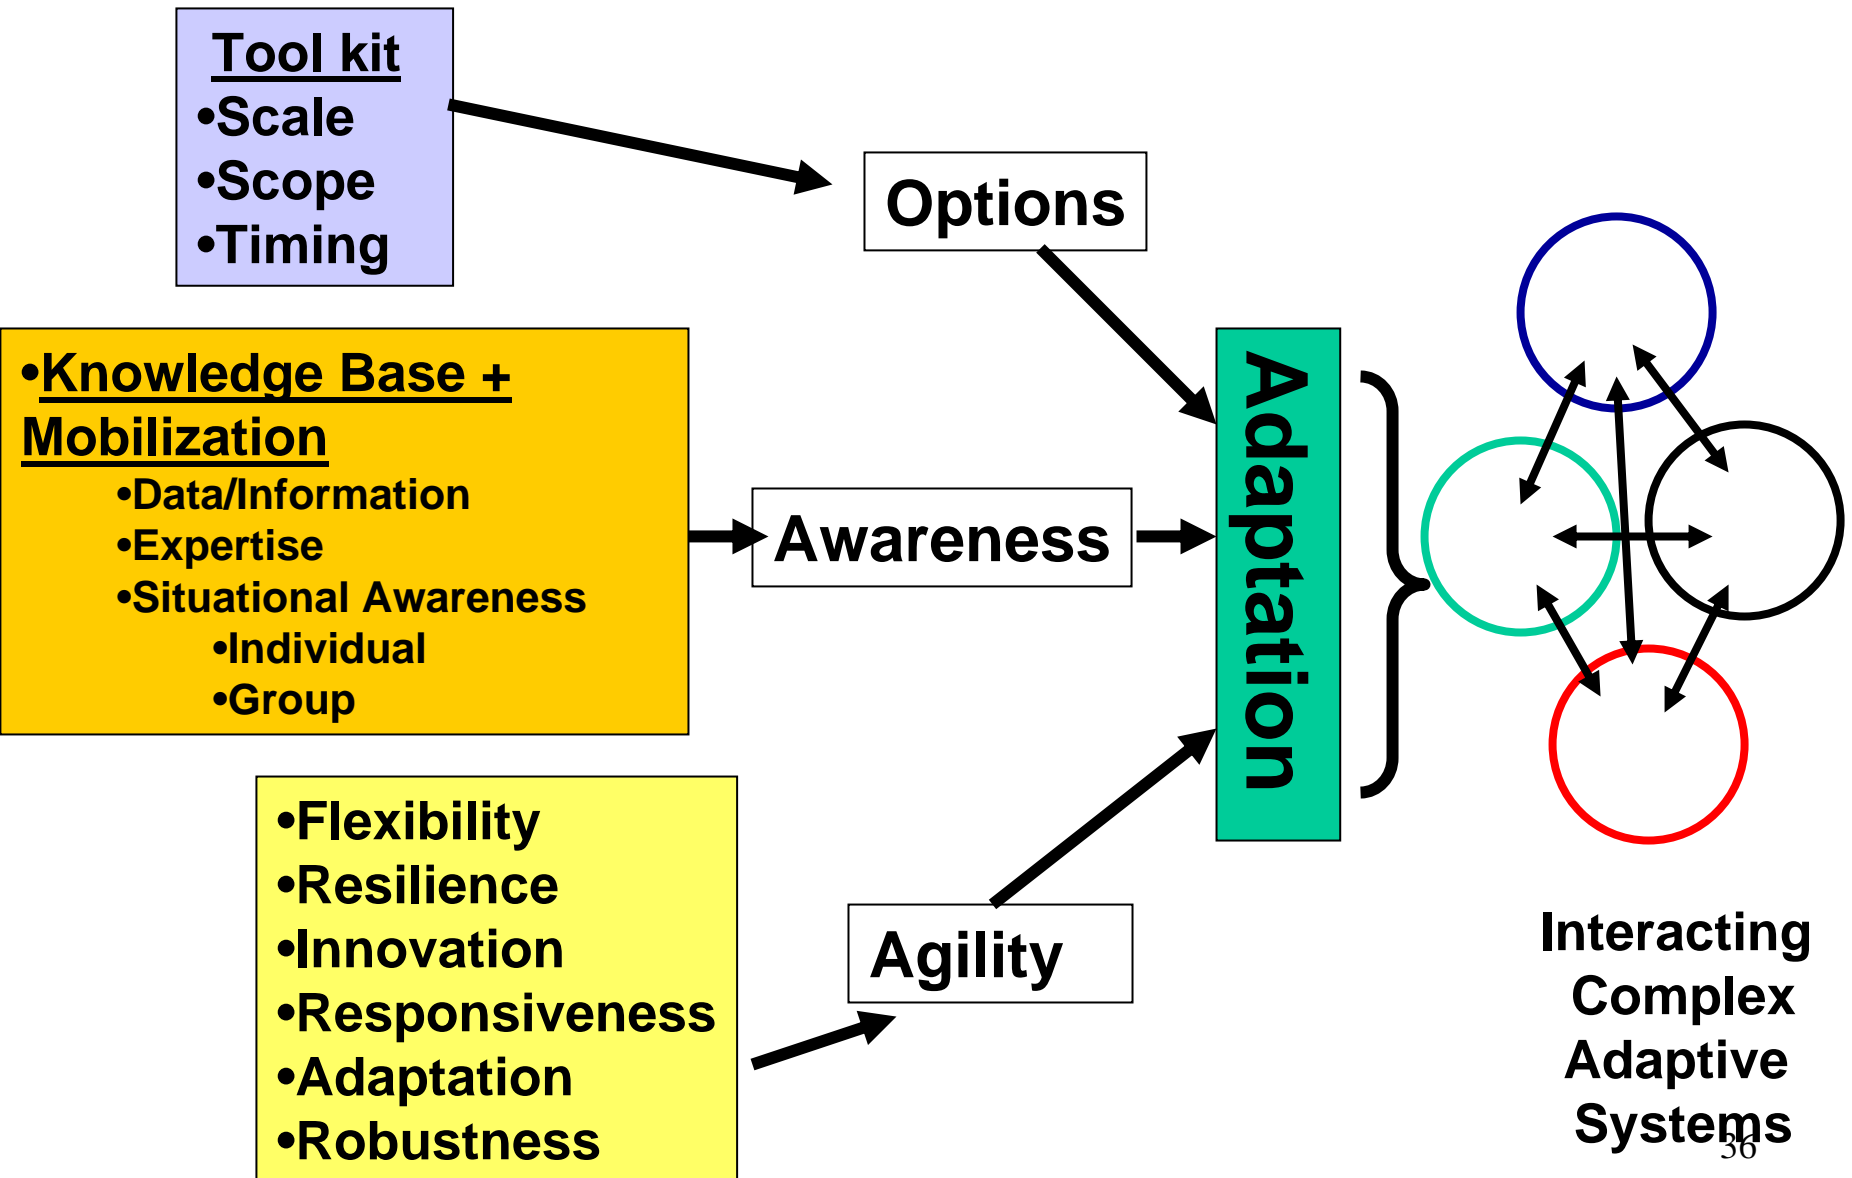 Tool kit
•Scale
•Scope
•Timing
Options
•Knowledge Base +
Mobilization
•Data/Information
•Expertise
•Situational Awareness
•Individual
•Group
Awareness
•Flexibility
•Resilience
•Innovation
•Responsiveness
•Adaptation
•Robustness
Agility
Adaptation
Interacting
Complex
Adaptive
Systems
36